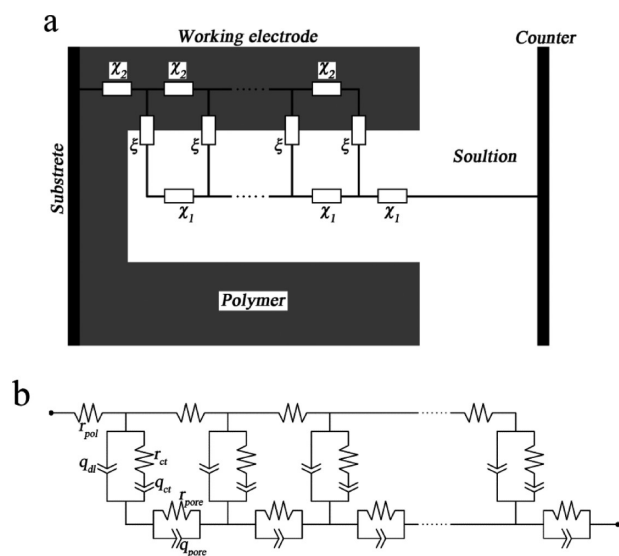 a
Working electrode
Counter
χ2 χ2 χ2
ξ ξ ξ ξ
Substrete
Soultion
χ1 χ1 χ1
Polymer
b
rpol
qdl rct
qct
rpore
qpore